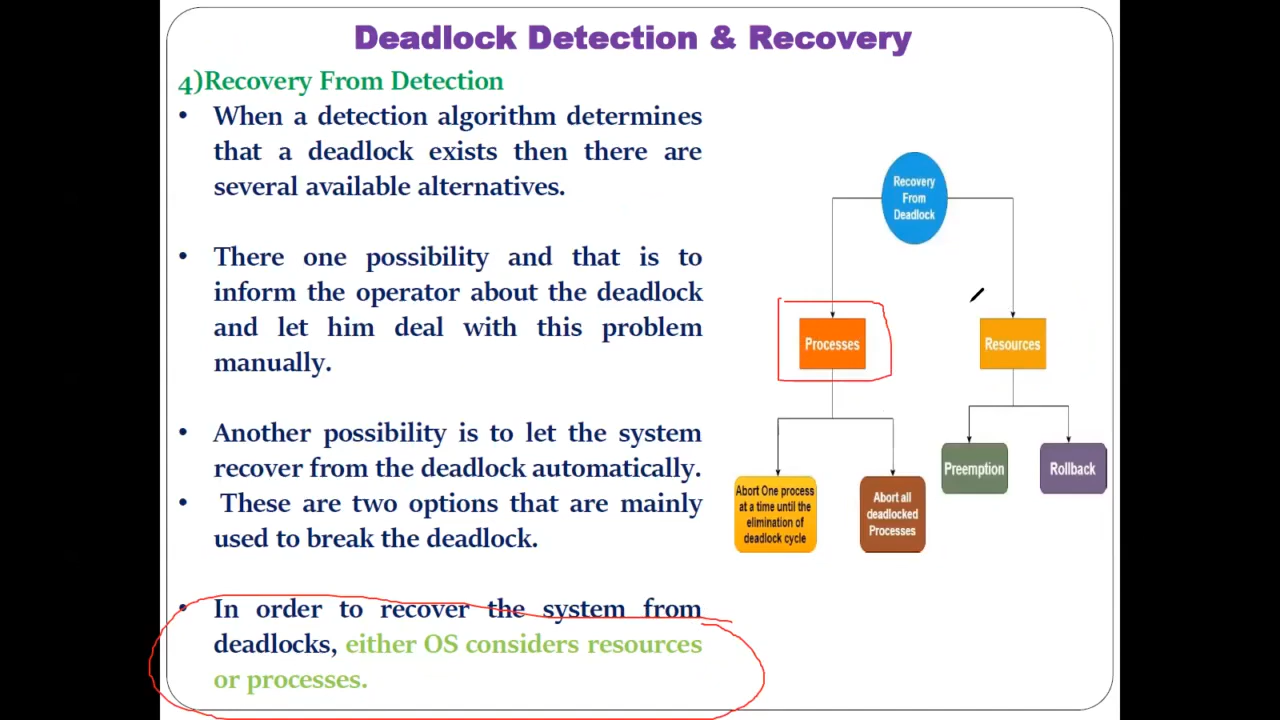 Deadlock Detection & Recovery
4)Recovery From Detection
• When a detection algorithm determines
that a deadlock exists then there are
several available alternatives.
• There one possibility and that is to
inform the operator about the deadlock
and let him deal with this problem
manually.
• Another possibility is to let the system
recover from the deadlock automatically.
• These are two options that are mainly
used to break the deadlock.
• In order to recover the system from
deadlocks, either OS considers resources
or processes.
Recovery
From
Deadlock
Processes
Resources
Abort One process
at a time until the
elimination of
deadlock cycle
Abort all
deadlocked
Processes
Preemption
Rollback